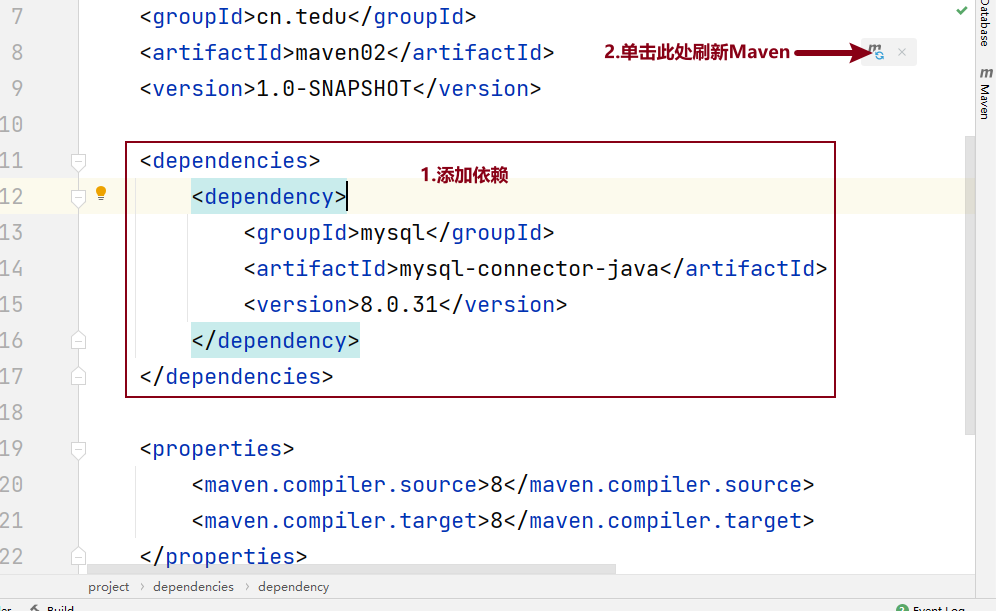 7 <groupId>cn.tedu</groupId>
8 <artifactId>maven02</artifactId>
2.单击此处刷新Maven
9 <version>1.0-SNAPSHOT</version>
10
11 <dependencies>
1.添加依赖
12 <dependency>
13 <groupId>mysql</groupId>
14 <artifactId>mysql-connector-java</artifactId>
15 <version>8.0.31</version>
16 </dependency>
17 </dependencies>
18
19 <properties>
20 <maven.compiler.source>8</maven.compiler.source>
21 <maven.compiler.target>8</maven.compiler.target>
22 </properties>
project › dependencies › dependency
Build
Event Log
Database
m Maven